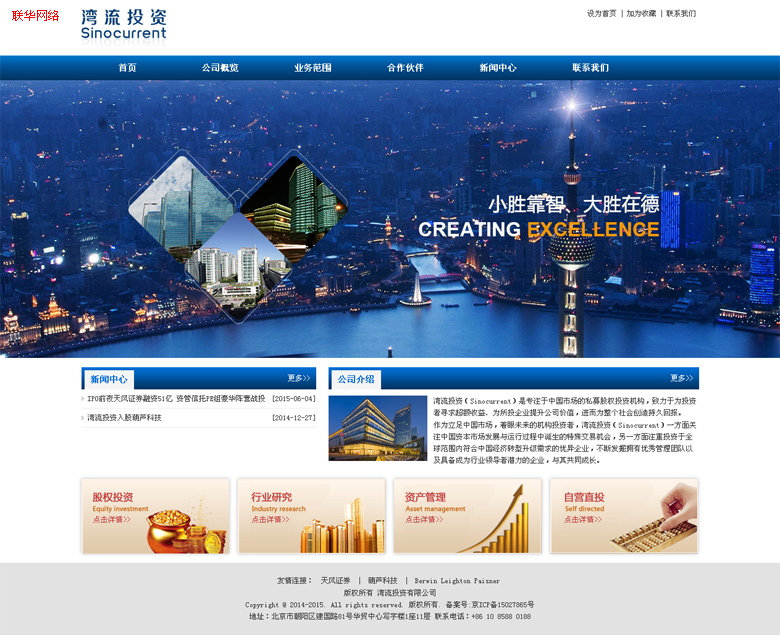 联华网络
湾流投资
Sinocurrent
设为首页 | 加为收藏 | 联系我们
首页 公司概览 业务范围 合作伙伴 新闻中心 联系我们
小胜靠智、大胜在德
CREATING EXCELLENCE
新闻中心 更多>>
IPO前夜天风证券融资51亿 资管信托PE组豪华阵营战投 [2015-06-04]
湾流投资入股葫芦科技 [2014-12-27]
公司介绍 更多>>
湾流投资(Sinocurrent)是专注于中国市场的私募股权投资机构，致力于为投资
者寻求超额收益、为所投企业提升公司价值，进而为整个社会创造持久回报。
作为立足中国市场，着眼未来的机构投资者，湾流投资(Sinocurrent)一方面关
注中国资本市场发展与运行过程中诞生的特殊交易机会，另一方面注重投资于全
球范围内符合中国经济转型升级需求的优异企业，不断发掘拥有优秀管理团队以
及具备成为行业领导者潜力的企业，与其共同成长。
股权投资
Equity investment
点击详情>>
行业研究
Industry research
点击详情>>
资产管理
Asset management
点击详情>>
自营直投
Self directed
点击详情>>
友情连接： 天风证券 | 葫芦科技 | Berwin Leighton Paisner
版权所有 湾流投资有限公司
Copyright @ 2014-2015. All rights reserved. 版权所有. 备案号:京ICP备15027865号
地址：北京市朝阳区建国路81号华贸中心写字楼1座11层 联系电话：+86 10 8588 0188